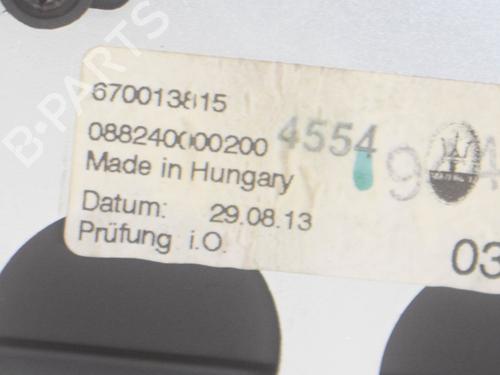 670013815
088240000200 4554
Made in Hungary
Datum: 29.08.13
Prüfung i.O.
03
B-PARTS